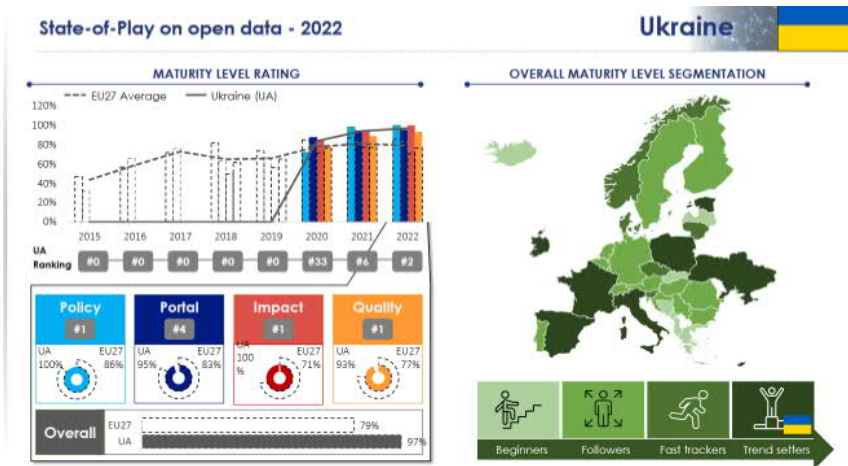 State-of-Play on open data - 2022
Ukraine
MATURITY LEVEL RATING
EU27 Average
Ukraine (UA)
120%
100%
80%
60%
40%
20%
0%
2015 2016 2017 2018 2019 2020 2021 2022
UA
Ranking #0 #0 #0 #0 #0 #33 #6 #2
Policy Portal Impact Quality
#1 #4 #1 #1
UA EU27 UA EU27 UA EU27 UA EU27
100% 86% 95% 83% 100 % 71% 93% 77%
Overall
EU27 79%
UA 97%
OVERALL MATURITY LEVEL SEGMENTATION
Beginners Followers Fast trackers Trend setters